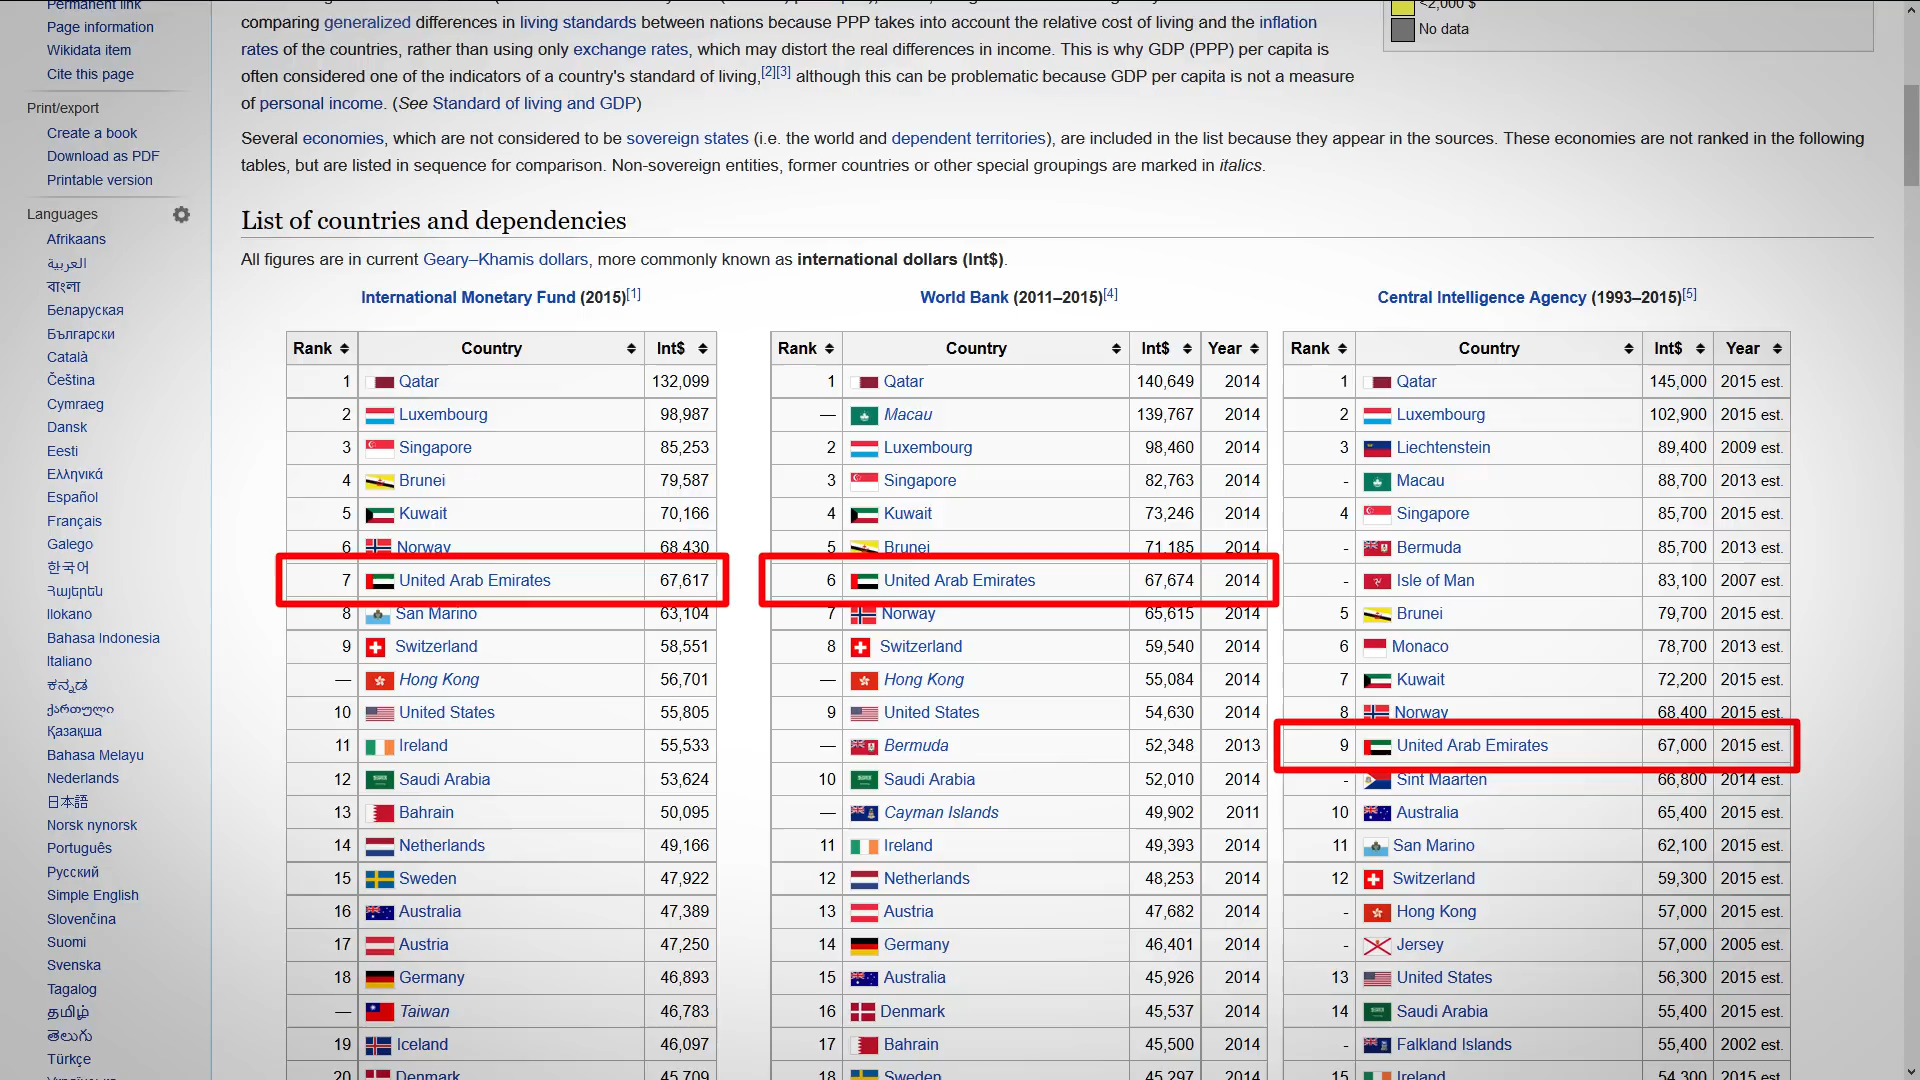 Permanent link
Page information
Wikidata item
Cite this page
Print/export
Create a book
Download as PDF
Printable version
Languages
Afrikaans
العربية
বাংলা
Беларуская
Български
Català
Čeština
Cymraeg
Dansk
Eesti
Ελληνικά
Español
Français
Galego
한국어
Հայերեն
Ilokano
Bahasa Indonesia
Italiano
ಕನ್ನಡ
ქართული
Қазақша
Bahasa Melayu
Nederlands
日本語
Norsk nynorsk
Português
Русский
Simple English
Slovenčina
Suomi
Svenska
Tagalog
தமிழ்
తెలుగు
Türkçe
comparing generalized differences in living standards between nations because PPP takes into account the relative cost of living and the inflation
rates of the countries, rather than using only exchange rates, which may distort the real differences in income. This is why GDP (PPP) per capita is
often considered one of the indicators of a country's standard of living,[2][3] although this can be problematic because GDP per capita is not a measure
of personal income. (See Standard of living and GDP)
<2,000 $
No data
Several economies, which are not considered to be sovereign states (i.e. the world and dependent territories), are included in the list because they appear in the sources. These economies are not ranked in the following
tables, but are listed in sequence for comparison. Non-sovereign entities, former countries or other special groupings are marked in italics.
List of countries and dependencies
All figures are in current Geary–Khamis dollars, more commonly known as international dollars (Int$).
International Monetary Fund (2015)[1]
Rank Country Int$
1 Qatar 132,099
2 Luxembourg 98,987
3 Singapore 85,253
4 Brunei 79,587
5 Kuwait 70,166
6 Norway 68,430
7 United Arab Emirates 67,617
8 San Marino 63,104
9 Switzerland 58,551
— Hong Kong 56,701
10 United States 55,805
11 Ireland 55,533
12 Saudi Arabia 53,624
13 Bahrain 50,095
14 Netherlands 49,166
15 Sweden 47,922
16 Australia 47,389
17 Austria 47,250
18 Germany 46,893
— Taiwan 46,783
19 Iceland 46,097
20 Denmark 45,709
World Bank (2011–2015)[4]
Rank Country Int$ Year
1 Qatar 140,649 2014
— Macau 139,767 2014
2 Luxembourg 98,460 2014
3 Singapore 82,763 2014
4 Kuwait 73,246 2014
5 Brunei 71,185 2014
6 United Arab Emirates 67,674 2014
7 Norway 65,615 2014
8 Switzerland 59,540 2014
— Hong Kong 55,084 2014
9 United States 54,630 2014
— Bermuda 52,348 2013
10 Saudi Arabia 52,010 2014
— Cayman Islands 49,902 2011
11 Ireland 49,393 2014
12 Netherlands 48,253 2014
13 Austria 47,682 2014
14 Germany 46,401 2014
15 Australia 45,926 2014
16 Denmark 45,537 2014
17 Bahrain 45,500 2014
18 Sweden 45,297 2014
Central Intelligence Agency (1993–2015)[5]
Rank Country Int$ Year
1 Qatar 145,000 2015 est.
2 Luxembourg 102,900 2015 est.
3 Liechtenstein 89,400 2009 est.
- Macau 88,700 2013 est.
4 Singapore 85,700 2015 est.
- Bermuda 85,700 2013 est.
- Isle of Man 83,100 2007 est.
5 Brunei 79,700 2015 est.
6 Monaco 78,700 2013 est.
7 Kuwait 72,200 2015 est.
8 Norway 68,400 2015 est.
9 United Arab Emirates 67,000 2015 est.
- Sint Maarten 66,800 2014 est.
10 Australia 65,400 2015 est.
11 San Marino 62,100 2015 est.
12 Switzerland 59,300 2015 est.
- Hong Kong 57,000 2015 est.
- Jersey 57,000 2005 est.
13 United States 56,300 2015 est.
14 Saudi Arabia 55,400 2015 est.
- Falkland Islands 55,400 2002 est.
15 Ireland 54,300 2015 est.